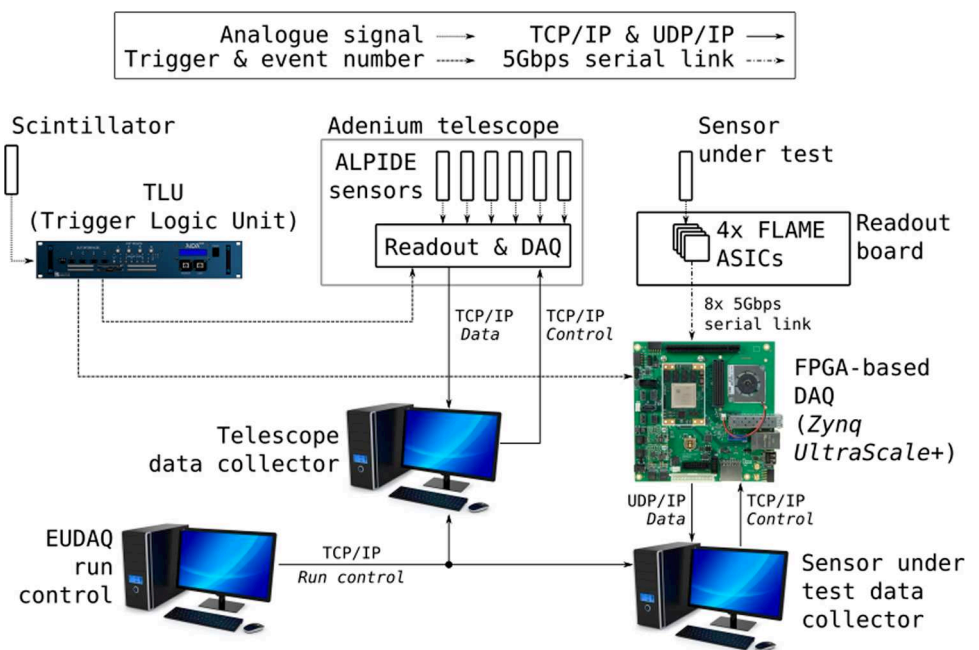 Analogue signal
TCP/IP & UDP/IP
Trigger & event number
5Gbps serial link
Scintillator
Adenium telescope
Sensor
under test
ALPIDE
sensors
TLU
(Trigger Logic Unit)
Readout & DAQ
4x FLAME
ASICs
Readout
board
TCP/IP
Data
TCP/IP
Control
8x 5Gbps
serial link
FPGA-based
DAQ
(Zynq
UltraScale+)
Telescope
data collector
UDP/IP
Data
TCP/IP
Control
EUDAQ
run
control
TCP/IP
Run control
Sensor under
test data
collector